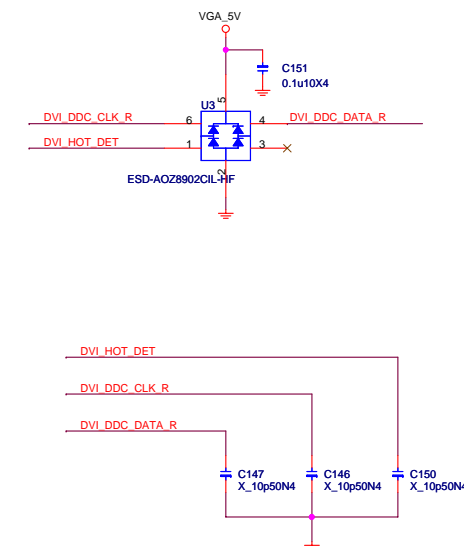 VGA_5V
C151
0.1u10X4
U3
5
DVI_DDC_CLK_R
6
4
DVI_DDC_DATA_R
DVI_HOT_DET
1
3
2
ESD-AOZ8902CIL-HF
DVI_HOT_DET
DVI_DDC_CLK_R
DVI_DDC_DATA_R
C147
X_10p50N4
C146
X_10p50N4
C150
X_10p50N4